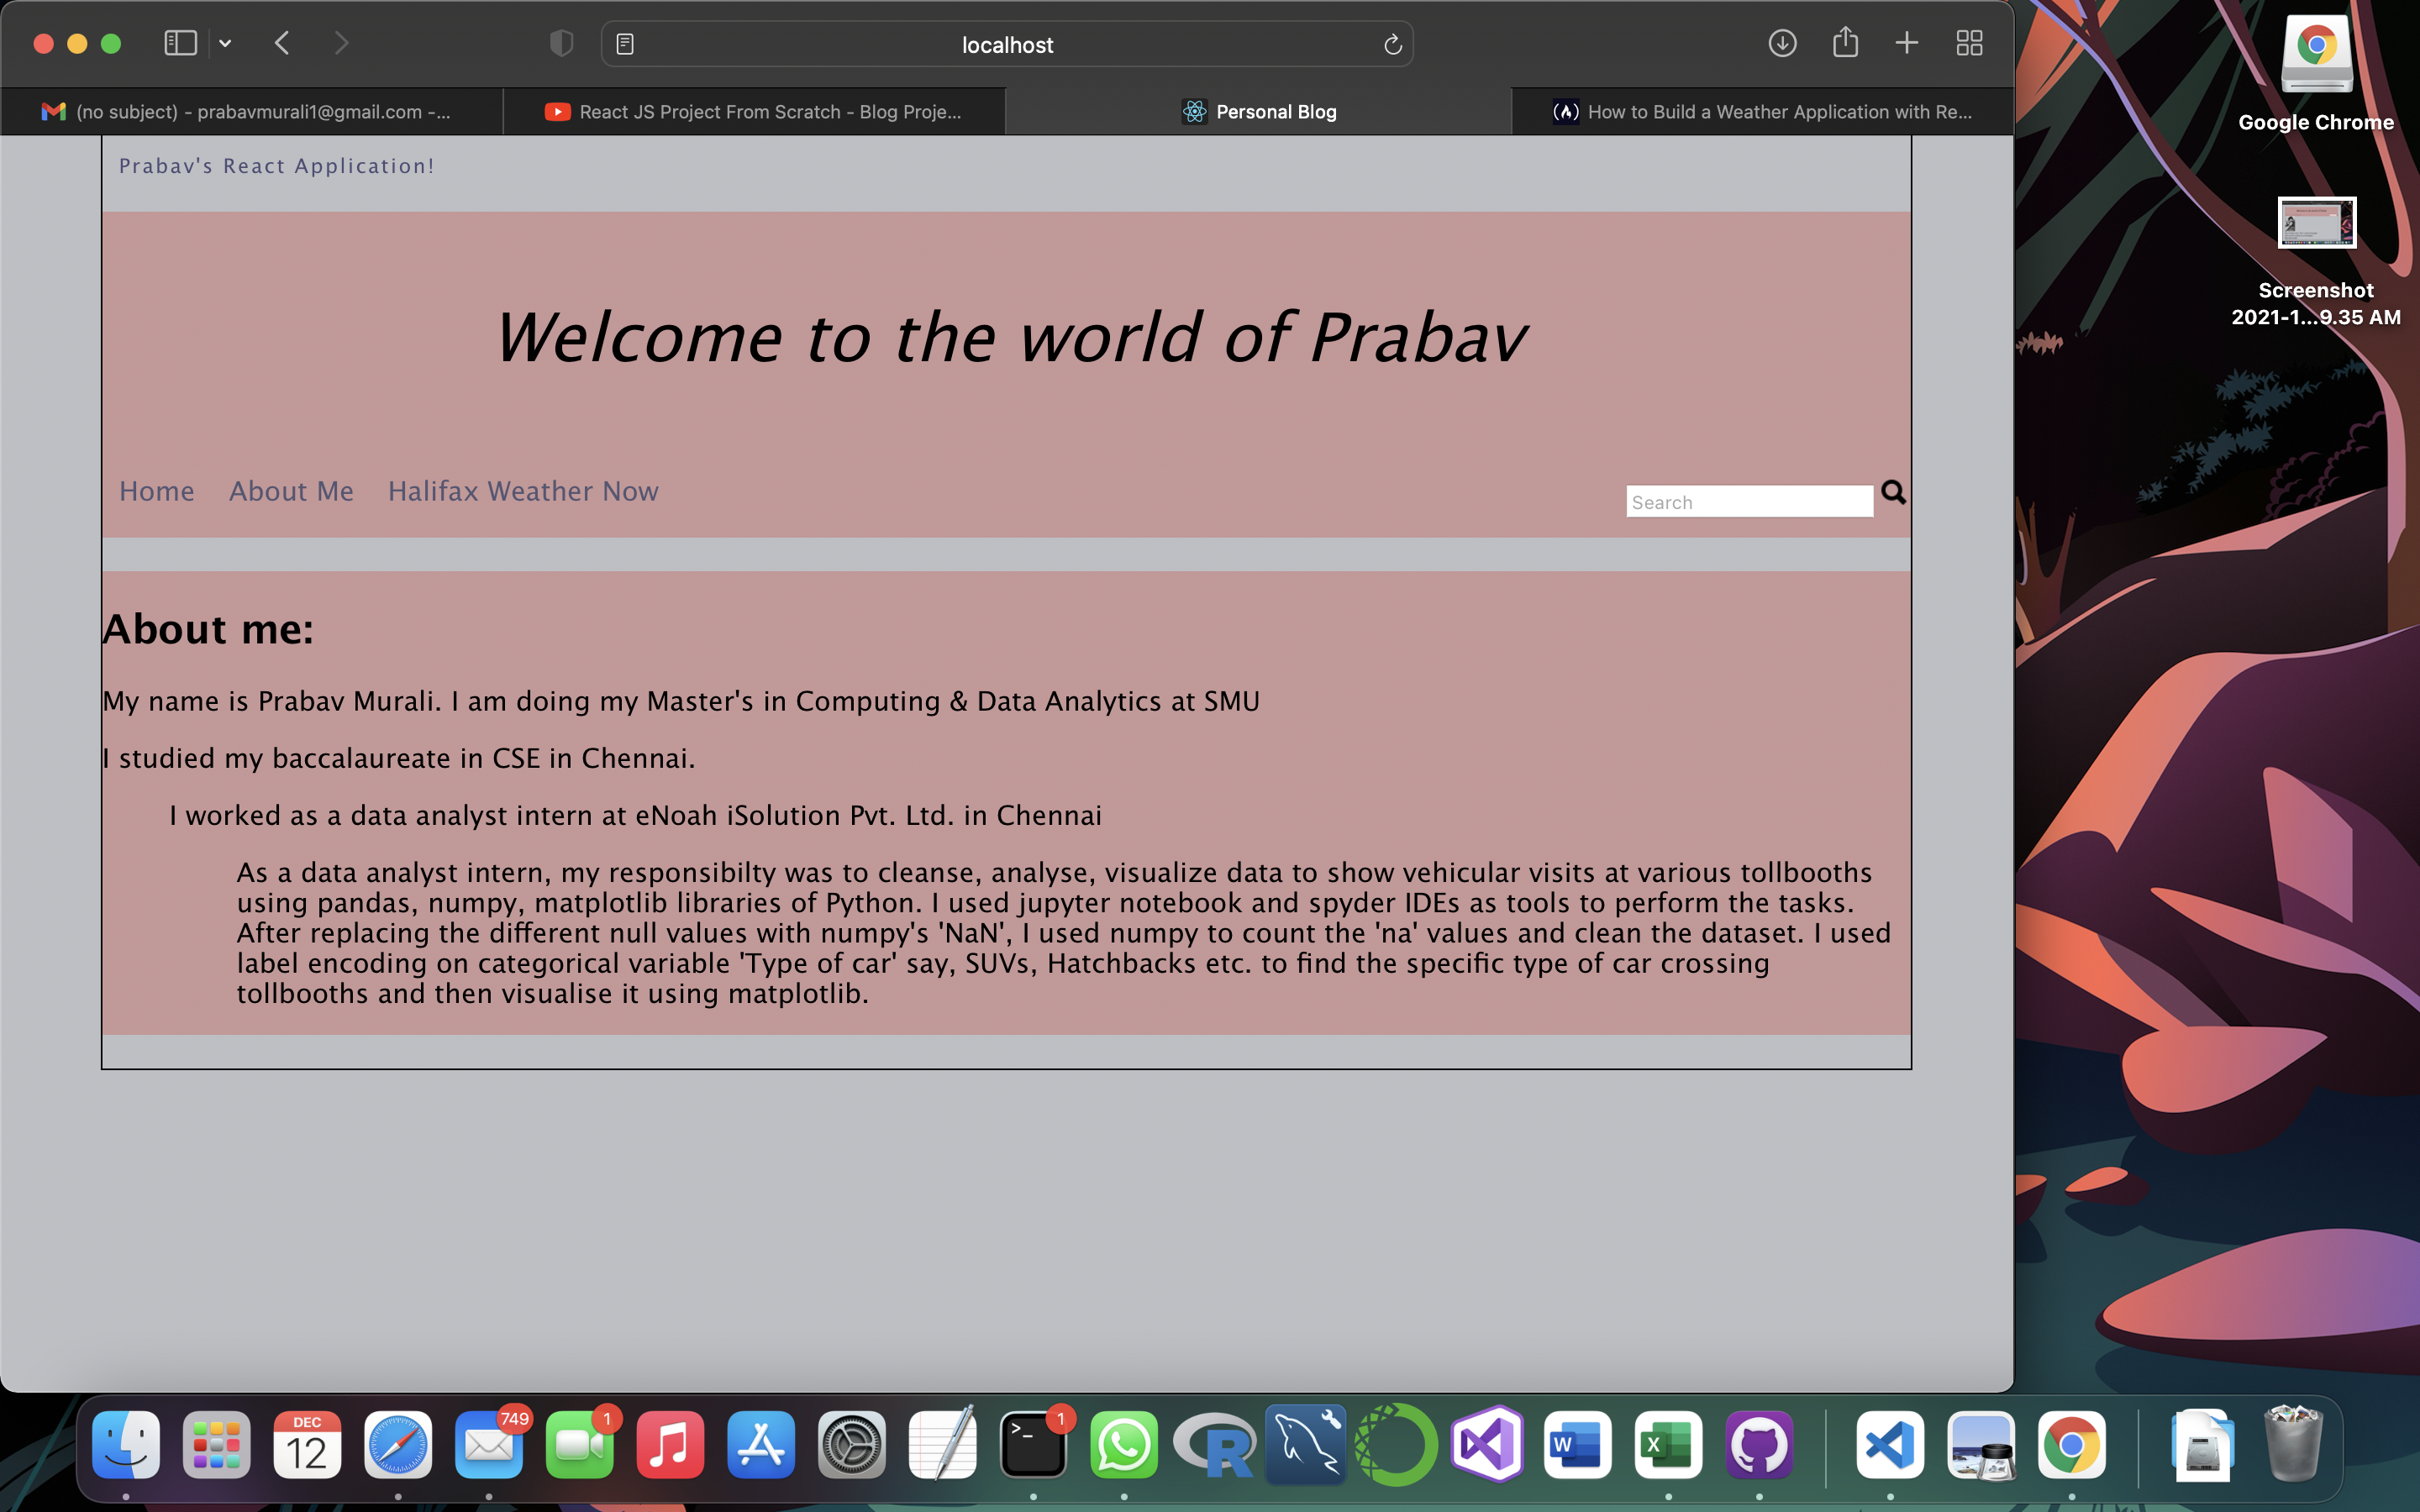 localhost
(no subject) - prabavmurali1@gmail.com -...
React JS Project From Scratch - Blog Proje...
Personal Blog
How to Build a Weather Application with Re...
Google Chrome
Screenshot
2021-1...9.35 AM
Prabav's React Application!
Welcome to the world of Prabav
Home About Me Halifax Weather Now
Search
About me:
My name is Prabav Murali. I am doing my Master's in Computing & Data Analytics at SMU
I studied my baccalaureate in CSE in Chennai.
I worked as a data analyst intern at eNoah iSolution Pvt. Ltd. in Chennai
As a data analyst intern, my responsibilty was to cleanse, analyse, visualize data to show vehicular visits at various tollbooths
using pandas, numpy, matplotlib libraries of Python. I used jupyter notebook and spyder IDEs as tools to perform the tasks.
After replacing the different null values with numpy's 'NaN', I used numpy to count the 'na' values and clean the dataset. I used
label encoding on categorical variable 'Type of car' say, SUVs, Hatchbacks etc. to find the specific type of car crossing
tollbooths and then visualise it using matplotlib.
DEC
12
749
1
>_
1
R
W
X